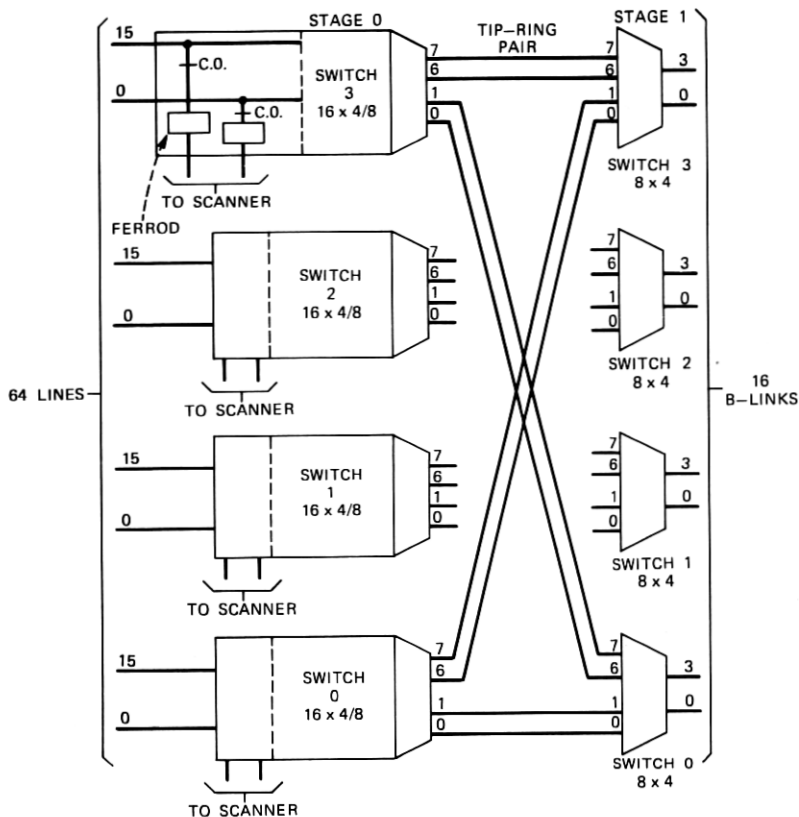 STAGE 0
STAGE 1
15
C.O.
0
C.O.
SWITCH
3
16 x 4/8
7
6
1
0
TIP–RING
PAIR
7
6
1
0
3
0
SWITCH 3
8 x 4
TO SCANNER
FERROD
15
0
SWITCH
2
16 x 4/8
7
6
1
0
7
6
1
0
3
0
SWITCH 2
8 x 4
TO SCANNER
64 LINES
16
B–LINKS
15
0
SWITCH
1
16 x 4/8
7
6
1
0
7
6
1
0
3
0
SWITCH 1
8 x 4
TO SCANNER
15
0
SWITCH
0
16 x 4/8
7
6
1
0
7
6
1
0
3
0
SWITCH 0
8 x 4
TO SCANNER